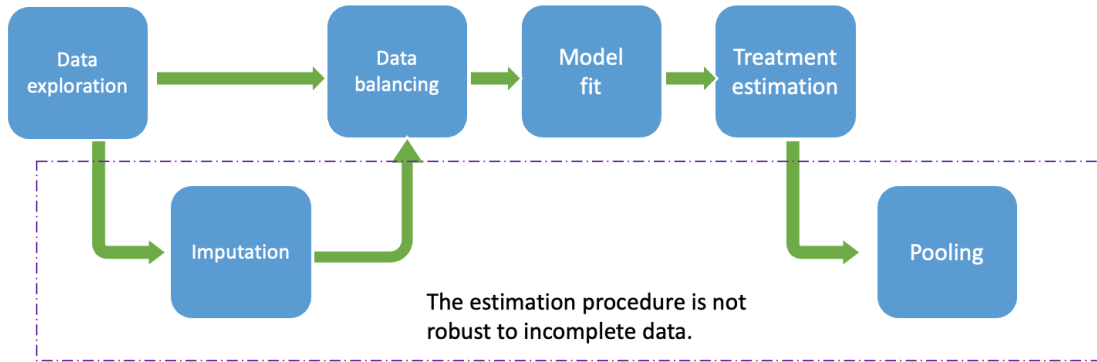 Data
exploration
Data
balancing
Model
fit
Treatment
estimation
Imputation
Pooling
The estimation procedure is not
robust to incomplete data.